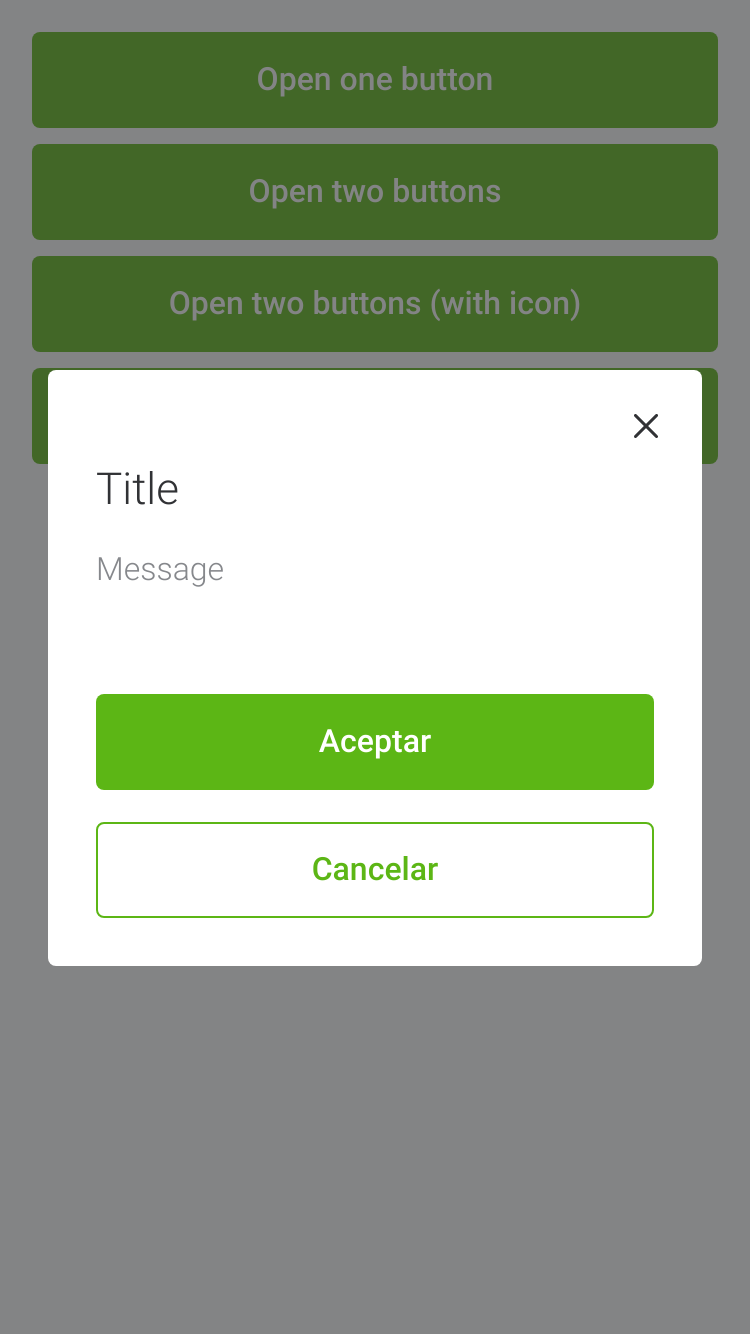 Open one button
Open two buttons
Open two buttons (with icon)
Title
Message
Aceptar
Cancelar